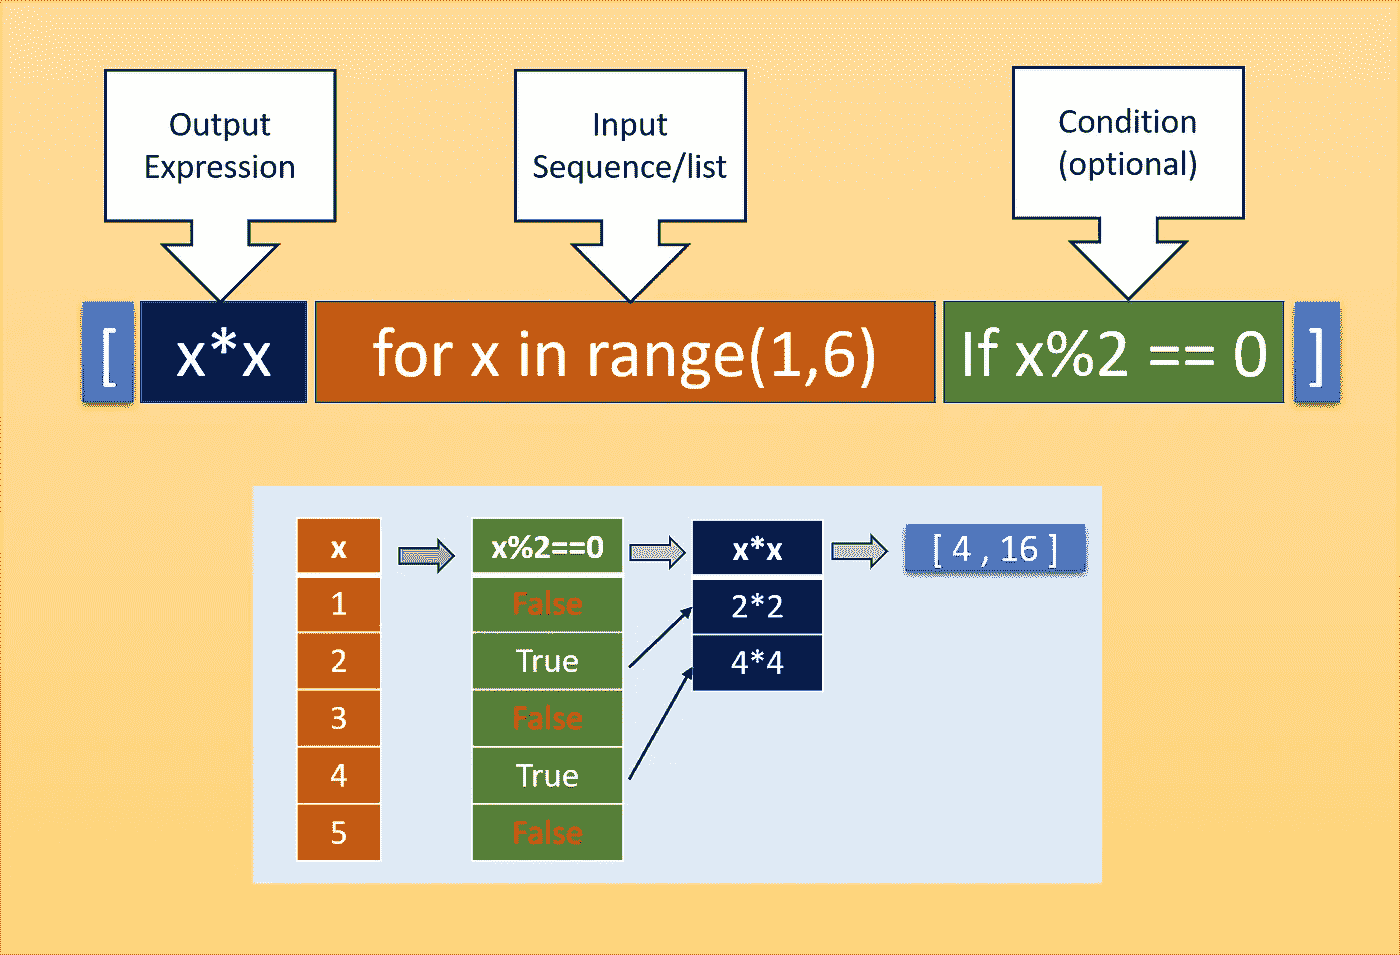 Output
Expression
Input
Sequence/list
Condition
(optional)
[ x*x for x in range(1,6) If x%2 == 0 ]
x x%2==0 x*x [ 4 , 16 ]
1 False 2*2
2 True 4*4
3 False
4 True
5 False